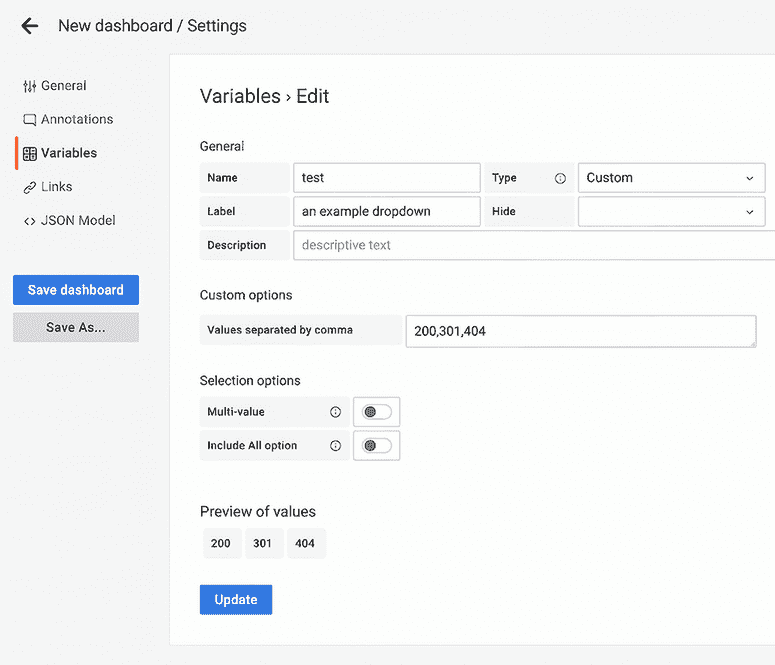 New dashboard / Settings
General
Annotations
Variables
Links
JSON Model
Save dashboard
Save As...
Variables › Edit
General
Name test Type Custom
Label an example dropdown Hide
Description descriptive text
Custom options
Values separated by comma 200,301,404
Selection options
Multi-value
Include All option
Preview of values
200 301 404
Update